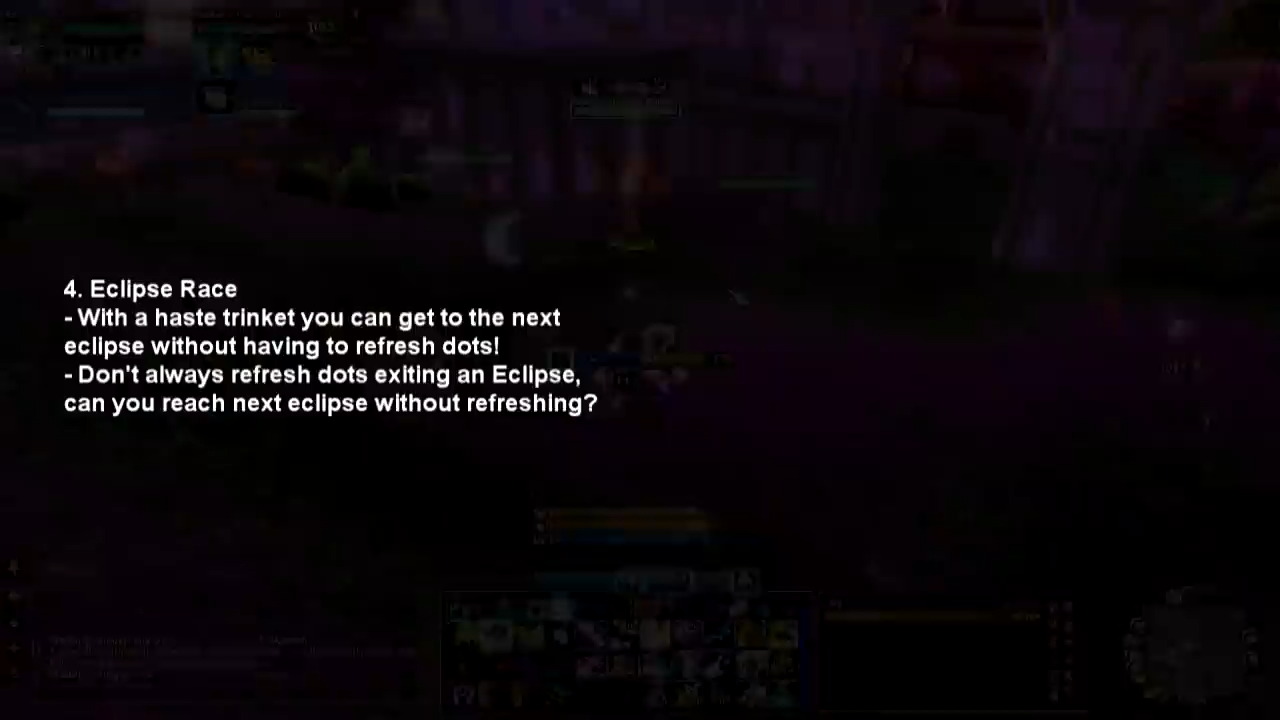 4. Eclipse Race
- With a haste trinket you can get to the next
eclipse without having to refresh dots!
- Don't always refresh dots exiting an Eclipse,
can you reach next eclipse without refreshing?